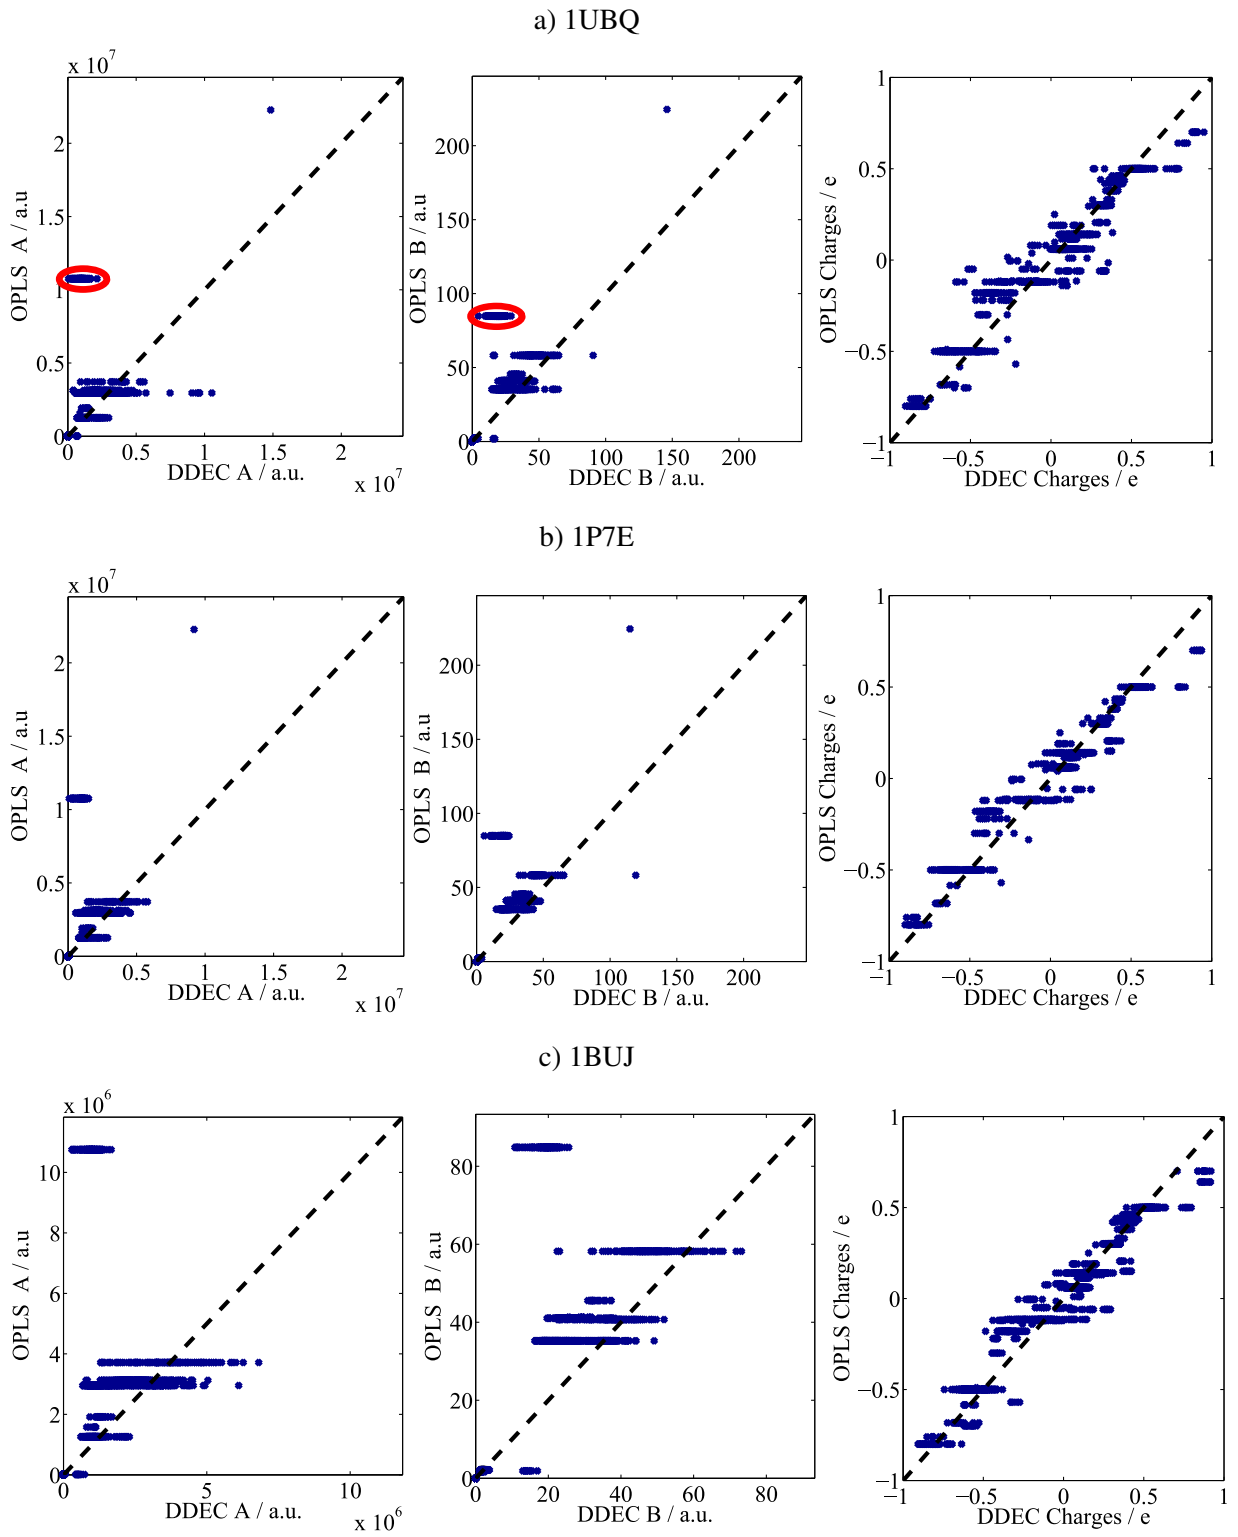 a) 1UBQ
x 10^7
2
1.5
1
0.5
0
OPLS A / a.u
0 0.5 1 1.5 2
DDEC A / a.u.
x 10^7
200
150
100
50
0
OPLS B / a.u
0 50 100 150 200
DDEC B / a.u.
1
0.5
0
−0.5
−1
OPLS Charges / e
−1 −0.5 0 0.5 1
DDEC Charges / e
b) 1P7E
x 10^7
2
1.5
1
0.5
0
OPLS A / a.u
0 0.5 1 1.5 2
DDEC A / a.u.
x 10^7
200
150
100
50
0
OPLS B / a.u
0 50 100 150 200
DDEC B / a.u.
1
0.5
0
−0.5
−1
OPLS Charges / e
−1 −0.5 0 0.5 1
DDEC Charges / e
c) 1BUJ
x 10^6
10
8
6
4
2
0
OPLS A / a.u
0 5 10
DDEC A / a.u.
x 10^6
80
60
40
20
0
OPLS B / a.u
0 20 40 60 80
DDEC B / a.u.
1
0.5
0
−0.5
−1
OPLS Charges / e
−1 −0.5 0 0.5 1
DDEC Charges / e